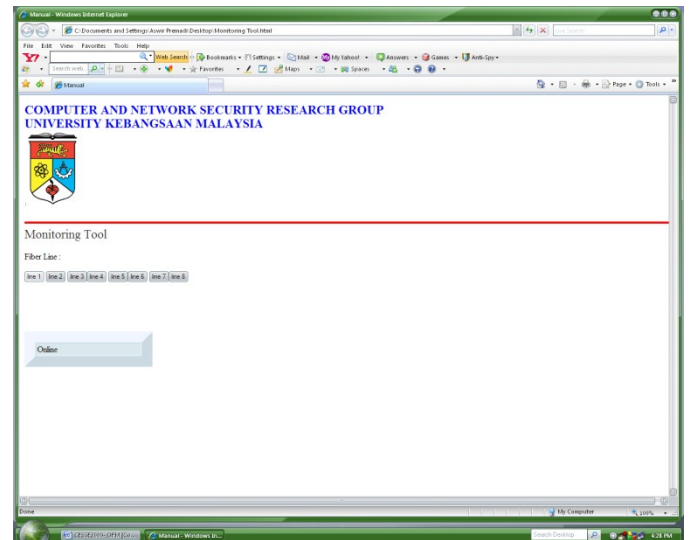 Manual - Windows Internet Explorer
C:\Documents and Settings\Aswir Premadi\Desktop\Monitoring Tool.html
Live Search
File Edit View Favorites Tools Help
Web Search Bookmarks Settings Mail My Yahoo! Answers Games Anti-Spy
Search web Favorites Maps Spaces
Manual Page Tools
COMPUTER AND NETWORK SECURITY RESEARCH GROUP
UNIVERSITY KEBANGSAAN MALAYSIA
Monitoring Tool
Fiber Line :
line 1 line 2 line 3 line 4 line 5 line 6 line 7 line 8
Online
Done My Computer 100%
Manual - Windows In... Search Desktop 4:28 PM